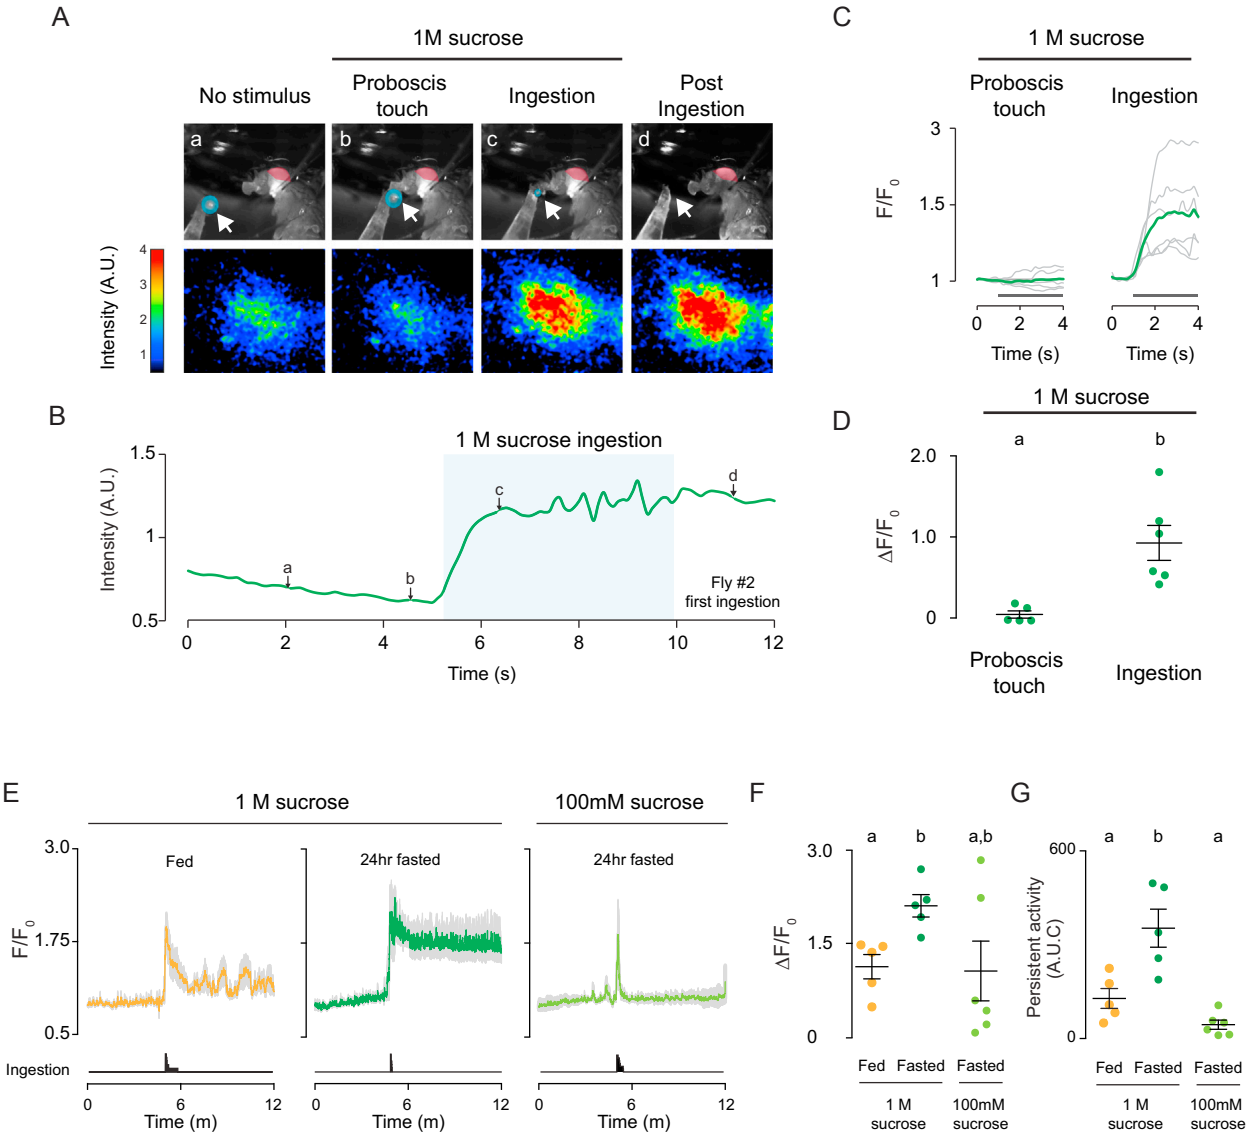 A
1M sucrose
No stimulus
Proboscis
touch
Ingestion
Post
Ingestion
a
b
c
d
Intensity (A.U.)
4
3
2
1
B
1 M sucrose ingestion
Intensity (A.U.)
1.5
1
0.5
a
b
c
d
Fly #2
first ingestion
0 2 4 6 8 10 12
Time (s)
C
1 M sucrose
Proboscis
touch
Ingestion
F/F0
3
1.5
1
0 2 4
0 2 4
Time (s)
Time (s)
D
1 M sucrose
a
b
ΔF/F0
2.0
1.0
0
Proboscis
touch
Ingestion
E
1 M sucrose
100mM sucrose
Fed
24hr fasted
24hr fasted
F/F0
3.0
1.75
0.5
Ingestion
0 6 12
0 6 12
0 6 12
Time (m)
Time (m)
Time (m)
F
a b a,b
ΔF/F0
3.0
1.5
0
Fed Fasted Fasted
1 M
sucrose
100mM
sucrose
G
a b a
Persistent activity
(A.U.C)
600
0
Fed Fasted Fasted
1 M
sucrose
100mM
sucrose